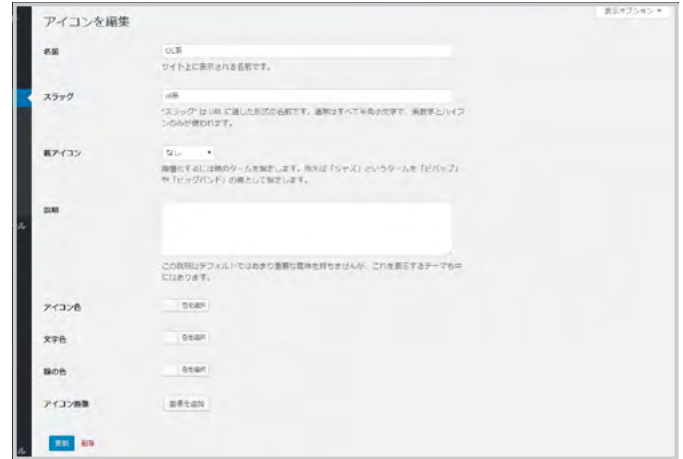 表示オプション ▼
アイコンを編集
名前
OL系
サイト上に表示される名前です。
スラッグ
ol系
"スラッグ" は URL に適した形式の名前です。通常はすべて半角小文字で、英数字とハイフ
ンのみが使われます。
親アイコン
なし
階層化するには親のタームを指定します。例えば「ジャズ」というタームを「ビバップ」
や「ビッグバンド」の親として指定します。
説明
この説明はデフォルトではあまり重要な意味を持ちませんが、これを表示するテーマも中
にはあります。
アイコン色
色を選択
文字色
色を選択
線の色
色を選択
アイコン画像
画像を追加
更新 削除
ル
ル